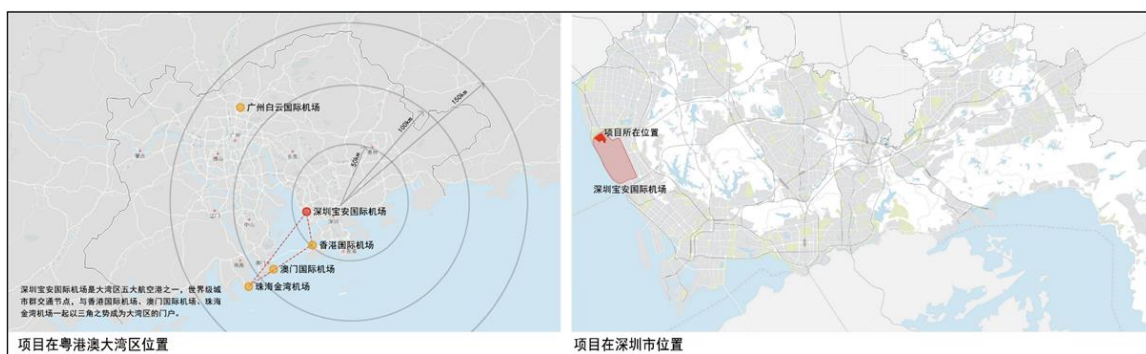 广州白云国际机场
150km
100km
50km
深圳宝安国际机场
香港国际机场
澳门国际机场
珠海金湾机场
深圳宝安国际机场是大湾区五大航空港之一，世界级城
市群交通节点，与香港国际机场、澳门国际机场、珠海
金湾机场一起以三角之势成为大湾区的门户。
项目在粤港澳大湾区位置
项目所在位置
深圳宝安国际机场
项目在深圳市位置